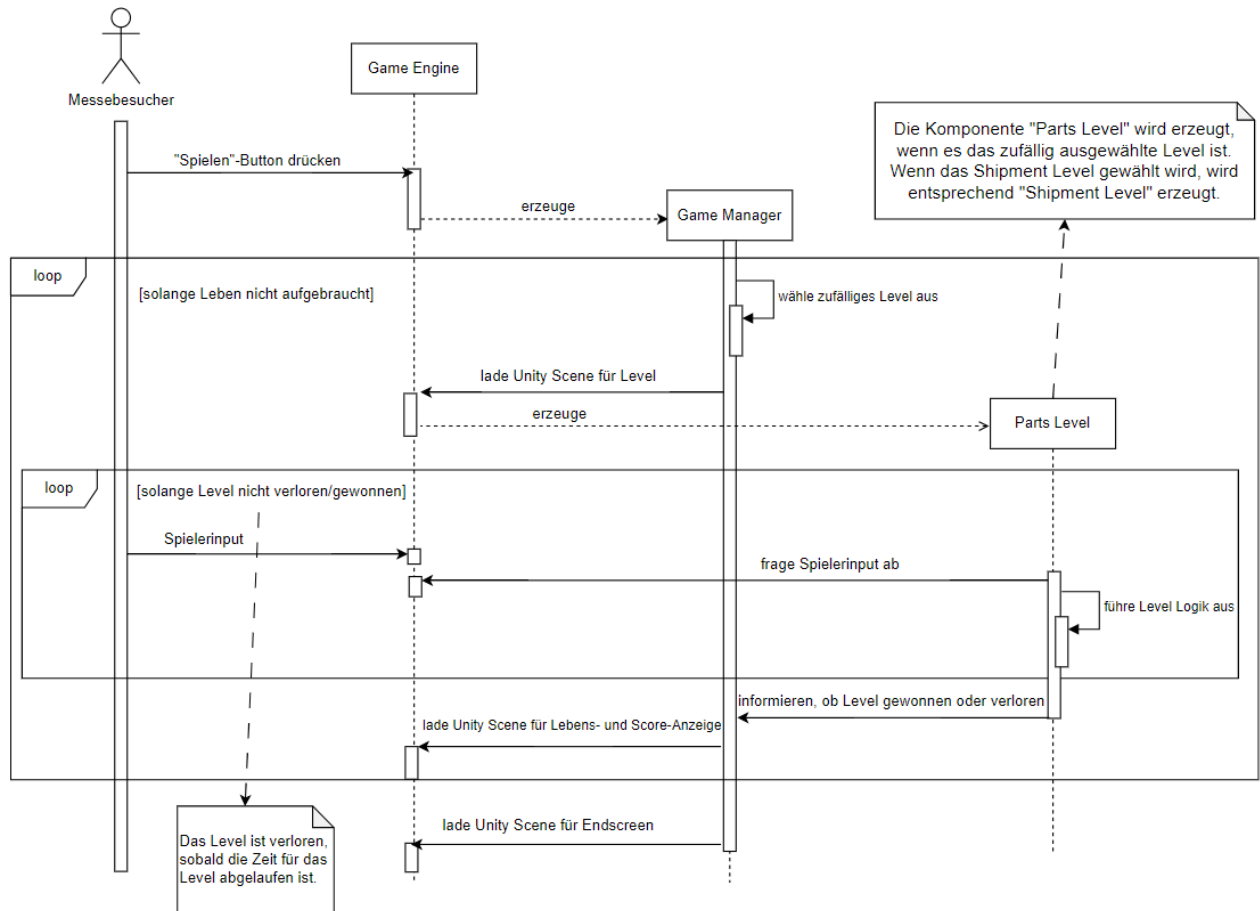 Game Engine
Messebesucher
Die Komponente "Parts Level" wird erzeugt,
wenn es das zufällig ausgewählte Level ist.
Wenn das Shipment Level gewählt wird, wird
entsprechend "Shipment Level" erzeugt.
"Spielen"-Button drücken
erzeuge
Game Manager
loop
[solange Leben nicht aufgebraucht]
wähle zufälliges Level aus
lade Unity Scene für Level
erzeuge
Parts Level
loop
[solange Level nicht verloren/gewonnen]
Spielerinput
frage Spielerinput ab
führe Level Logik aus
informieren, ob Level gewonnen oder verloren
lade Unity Scene für Lebens- und Score-Anzeige
lade Unity Scene für Endscreen
Das Level ist verloren,
sobald die Zeit für das
Level abgelaufen ist.